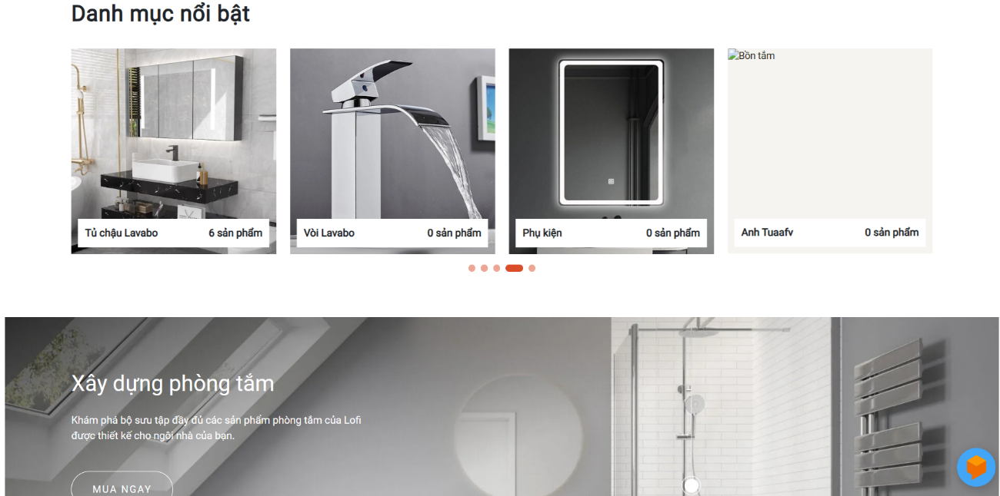 Danh mục nổi bật
Bồn tắm
Tủ chậu Lavabo 6 sản phẩm
Vòi Lavabo 0 sản phẩm
Phụ kiện 0 sản phẩm
Anh Tuaafv 0 sản phẩm
Xây dựng phòng tắm
Khám phá bộ sưu tập đầy đủ các sản phẩm phòng tắm của Lofi
được thiết kế cho ngôi nhà của bạn.
MUA NGAY